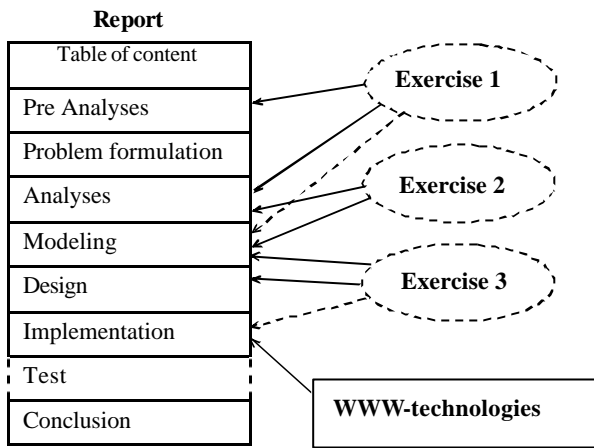 Report
Table of content
Pre Analyses
Problem formulation
Analyses
Modeling
Design
Implementation
Test
Conclusion
Exercise 1
Exercise 2
Exercise 3
WWW-technologies